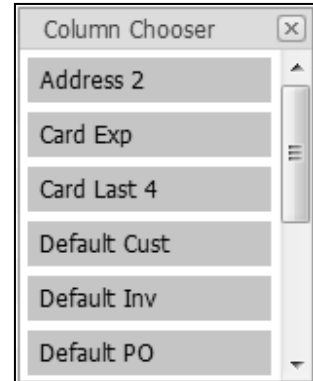 Column Chooser
Address 2
Card Exp
Card Last 4
Default Cust
Default Inv
Default PO